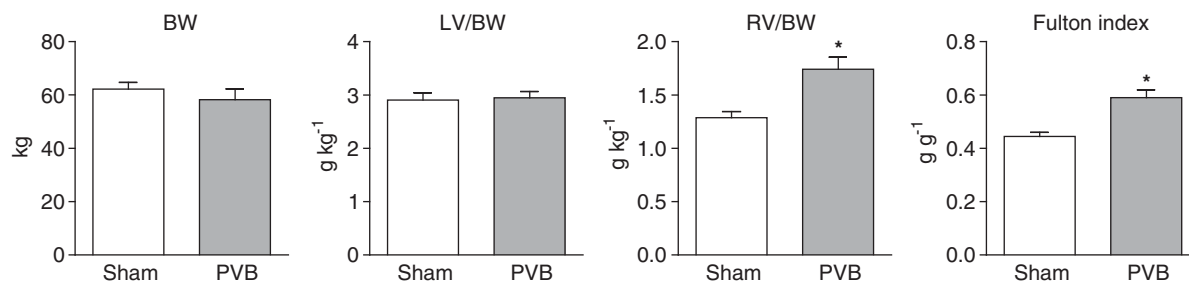 BW
80
60
40
20
0
kg
Sham PVB
LV/BW
4
3
2
1
0
g kg⁻¹
Sham PVB
RV/BW
2.0
1.5
1.0
0.5
0.0
g kg⁻¹
*
Sham PVB
Fulton index
0.8
0.6
0.4
0.2
0.0
g g⁻¹
*
Sham PVB